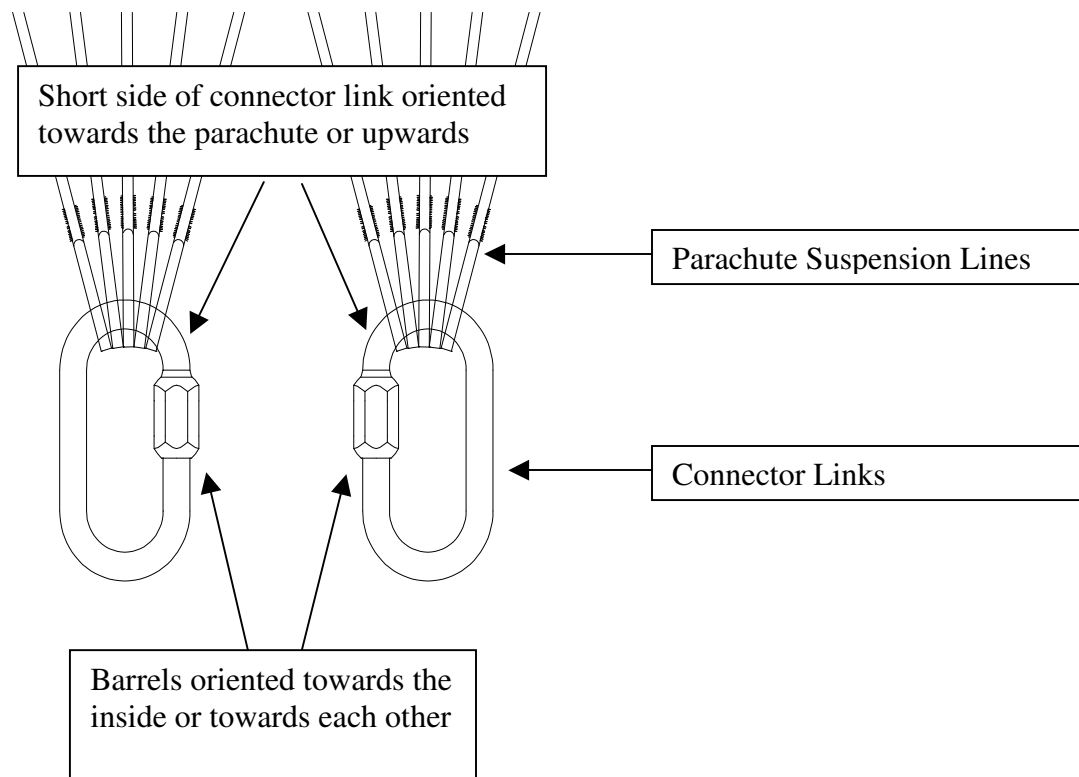 Short side of connector link oriented
towards the parachute or upwards
Parachute Suspension Lines
Connector Links
Barrels oriented towards the
inside or towards each other